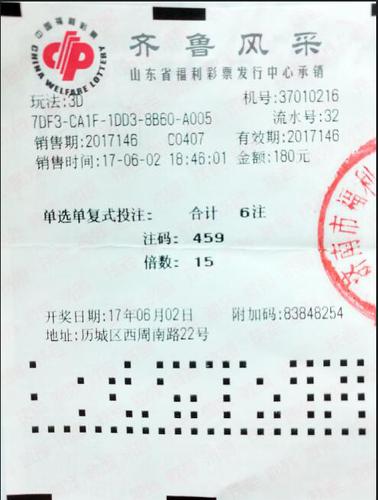 中国福利彩票
CHINA WELFARE LOTTERY
齐鲁风采
山东省福利彩票发行中心承销
玩法:3D 机号:37010216
7DF3-CA1F-1DD3-8B60-A005 流水号:32
销售期:2017146 C0407 有效期:2017146
销售时间:17-06-02 18:46:01 金额:180元
单选单复式投注: 合计 6注
注码: 459
倍数: 15
开奖日期:17年06月02日 附加码:83848254
地址:历城区西周南路22号
济南市福